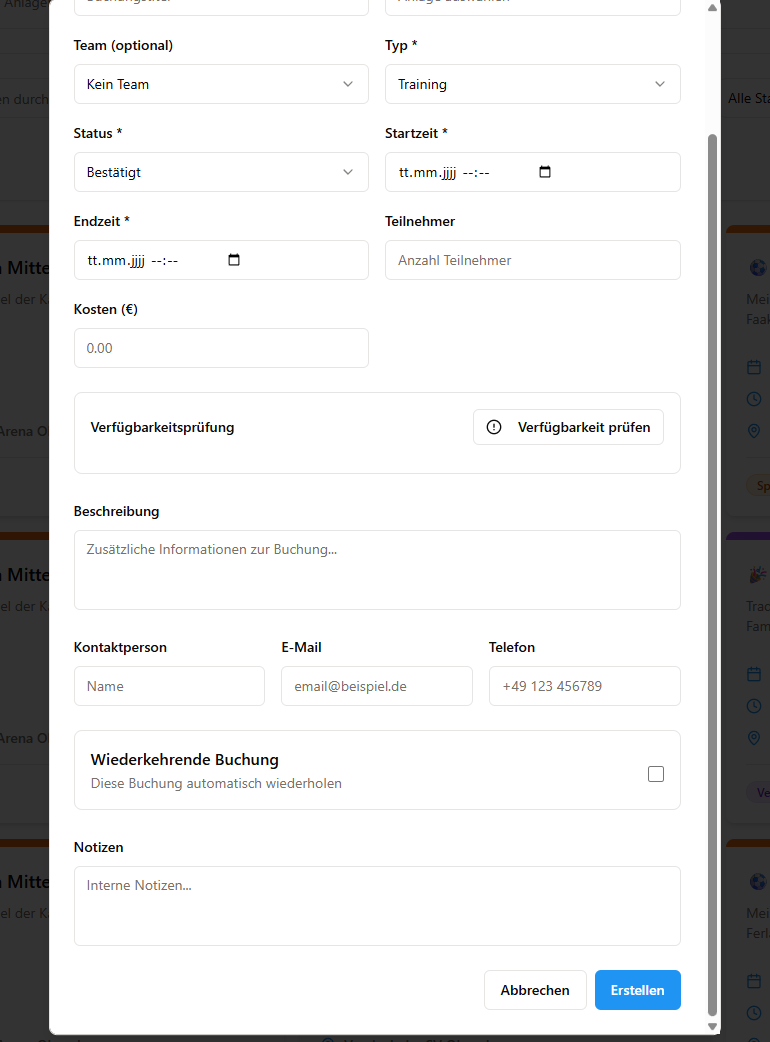 Team (optional)
Typ *
Kein Team
Training
Status *
Startzeit *
Bestätigt
tt.mm.jjjj --:--
Endzeit *
Teilnehmer
tt.mm.jjjj --:--
Anzahl Teilnehmer
Kosten (€)
0.00
Verfügbarkeitsprüfung
Verfügbarkeit prüfen
Beschreibung
Zusätzliche Informationen zur Buchung...
Kontaktperson
E-Mail
Telefon
Name
email@beispiel.de
+49 123 456789
Wiederkehrende Buchung
Diese Buchung automatisch wiederholen
Notizen
Interne Notizen...
Abbrechen
Erstellen